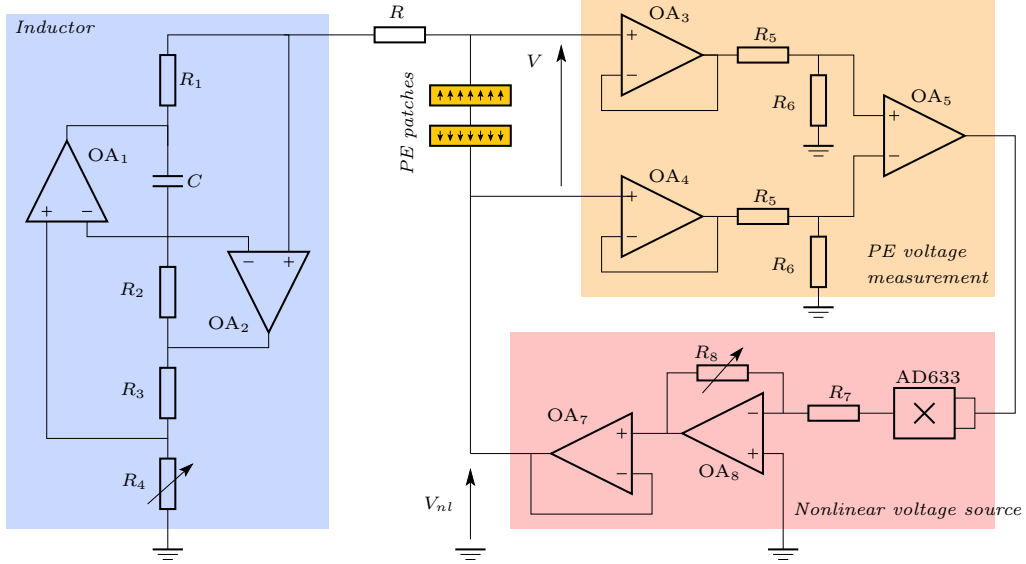 Inductor
R1
OA1
+ −
C
R2
− +
OA2
R3
R4
R
PE patches
V
Vnl
OA3
+
−
R5
R6
OA4
+
−
R5
R6
OA5
+
−
PE voltage
measurement
R8
AD633
R7
×
OA7
+
−
−
+
OA8
Nonlinear voltage source